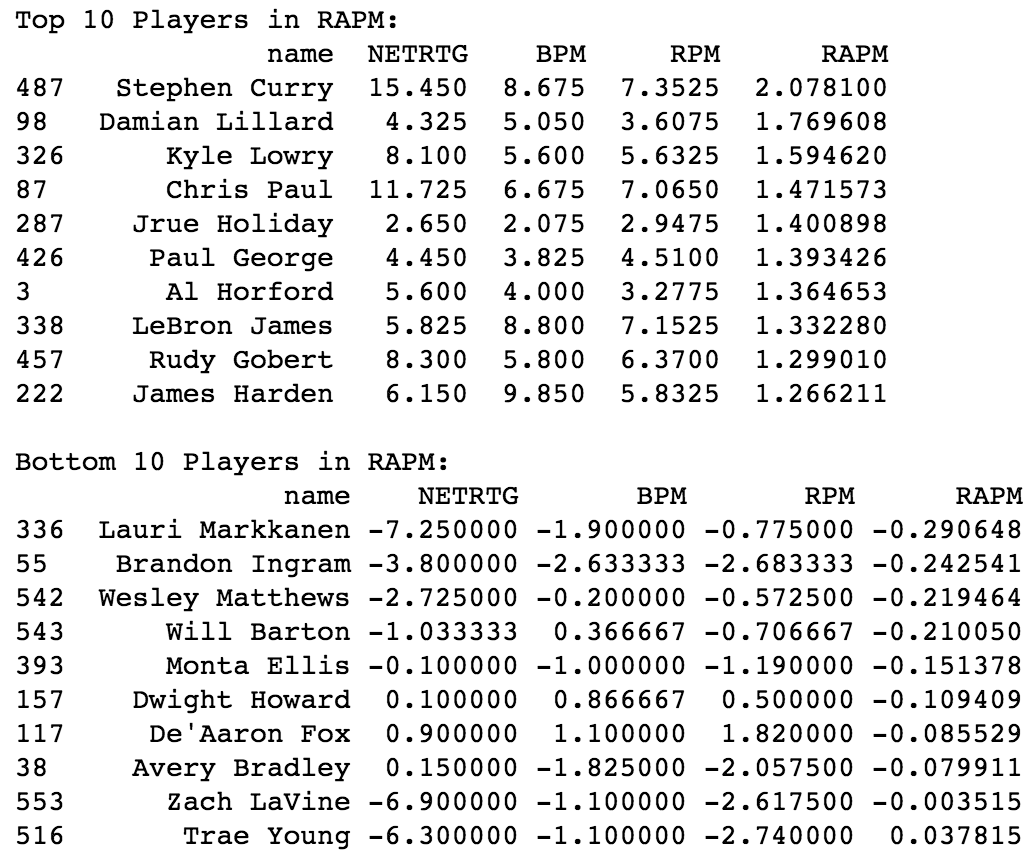 Top 10 Players in RAPM:
name NETRTG BPM RPM RAPM
487 Stephen Curry 15.450 8.675 7.3525 2.078100
98 Damian Lillard 4.325 5.050 3.6075 1.769608
326 Kyle Lowry 8.100 5.600 5.6325 1.594620
87 Chris Paul 11.725 6.675 7.0650 1.471573
287 Jrue Holiday 2.650 2.075 2.9475 1.400898
426 Paul George 4.450 3.825 4.5100 1.393426
3 Al Horford 5.600 4.000 3.2775 1.364653
338 LeBron James 5.825 8.800 7.1525 1.332280
457 Rudy Gobert 8.300 5.800 6.3700 1.299010
222 James Harden 6.150 9.850 5.8325 1.266211
Bottom 10 Players in RAPM:
name NETRTG BPM RPM RAPM
336 Lauri Markkanen -7.250000 -1.900000 -0.775000 -0.290648
55 Brandon Ingram -3.800000 -2.633333 -2.683333 -0.242541
542 Wesley Matthews -2.725000 -0.200000 -0.572500 -0.219464
543 Will Barton -1.033333 0.366667 -0.706667 -0.210050
393 Monta Ellis -0.100000 -1.000000 -1.190000 -0.151378
157 Dwight Howard 0.100000 0.866667 0.500000 -0.109409
117 De'Aaron Fox 0.900000 1.100000 1.820000 -0.085529
38 Avery Bradley 0.150000 -1.825000 -2.057500 -0.079911
553 Zach LaVine -6.900000 -1.100000 -2.617500 -0.003515
516 Trae Young -6.300000 -1.100000 -2.740000 0.037815